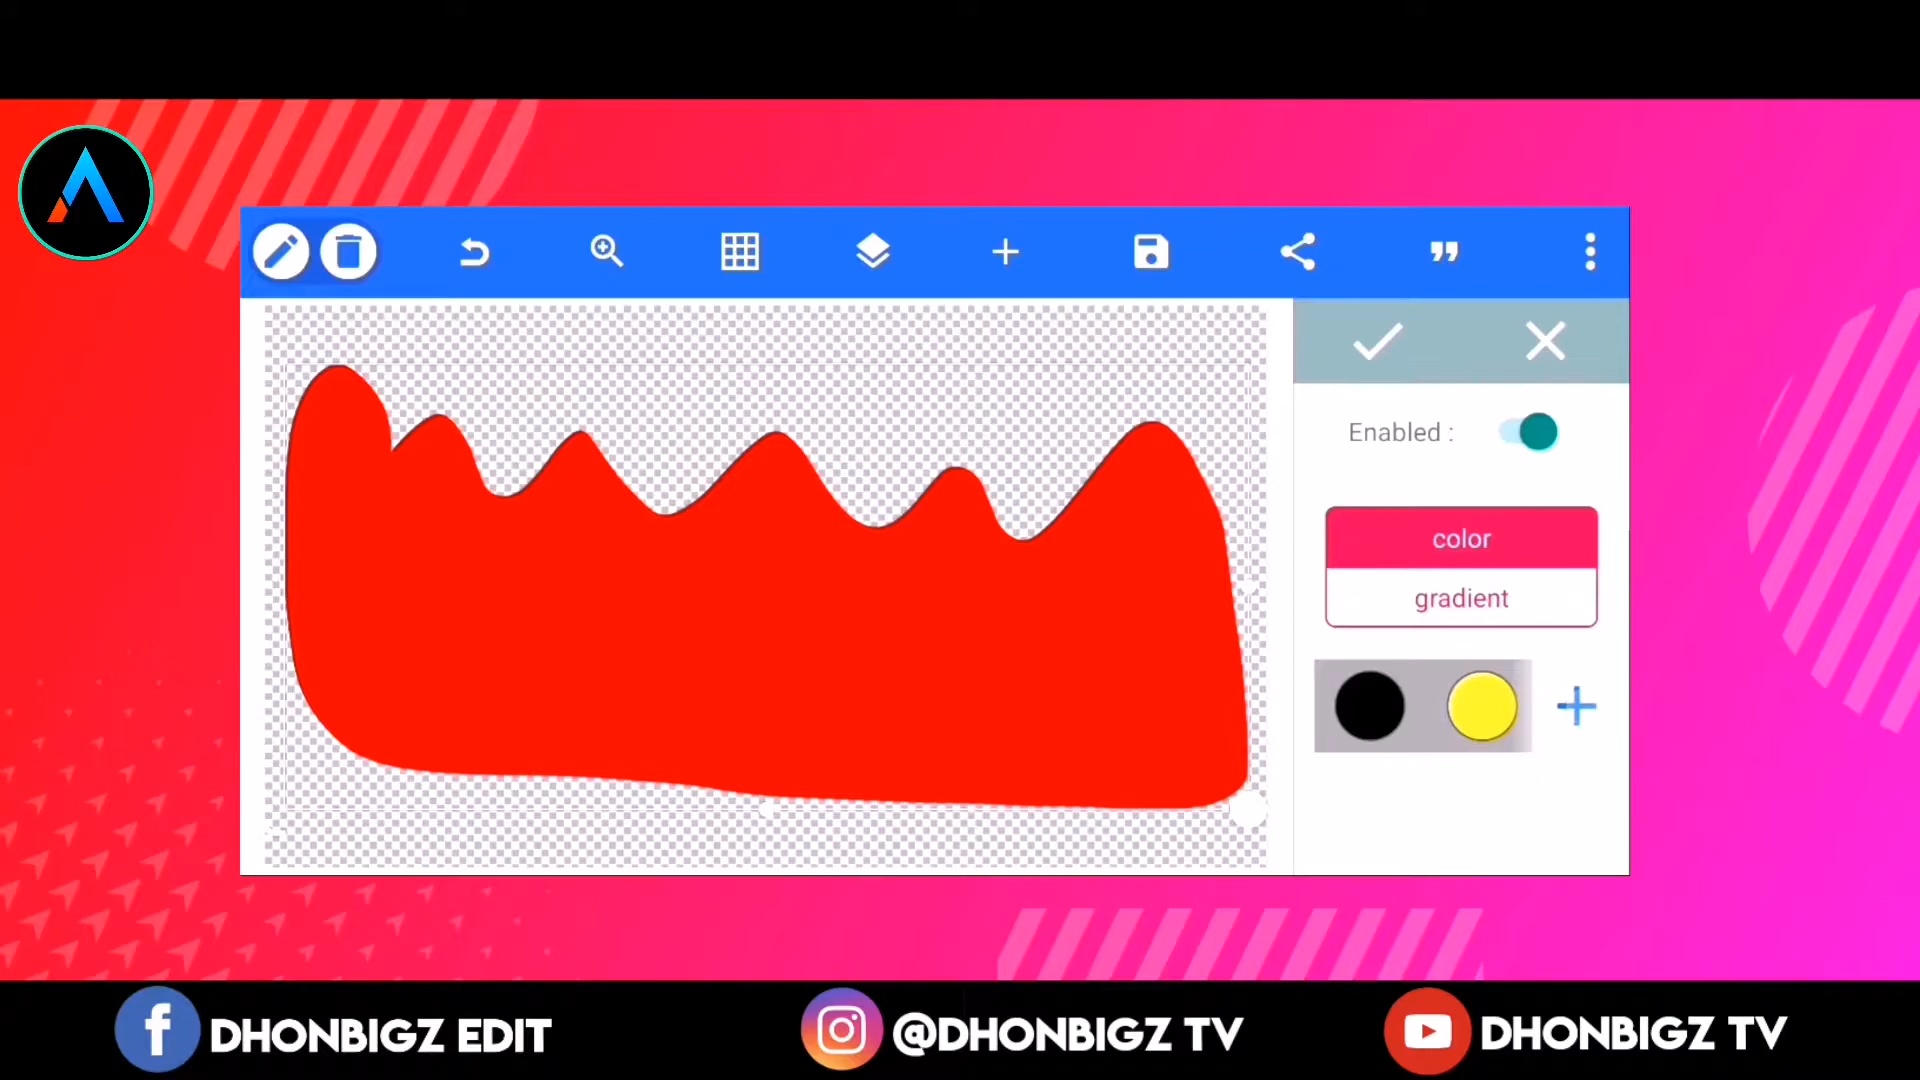 Enabled :
color
gradient
DHONBIGZ EDIT
@DHONBIGZ TV
DHONBIGZ TV